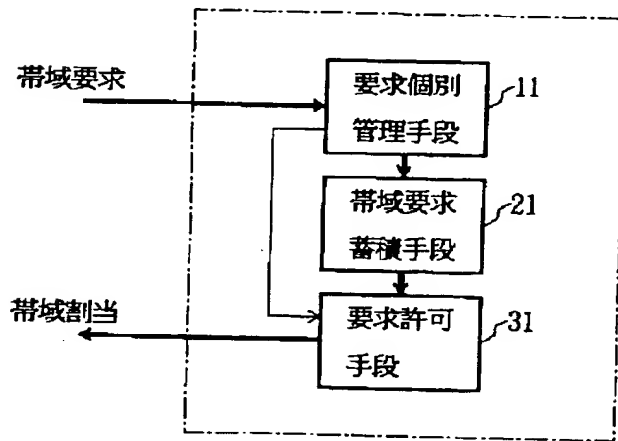 帯域要求
要求個別
管理手段
11
帯域要求
蓄積手段
21
帯域割当
要求許可
手段
31